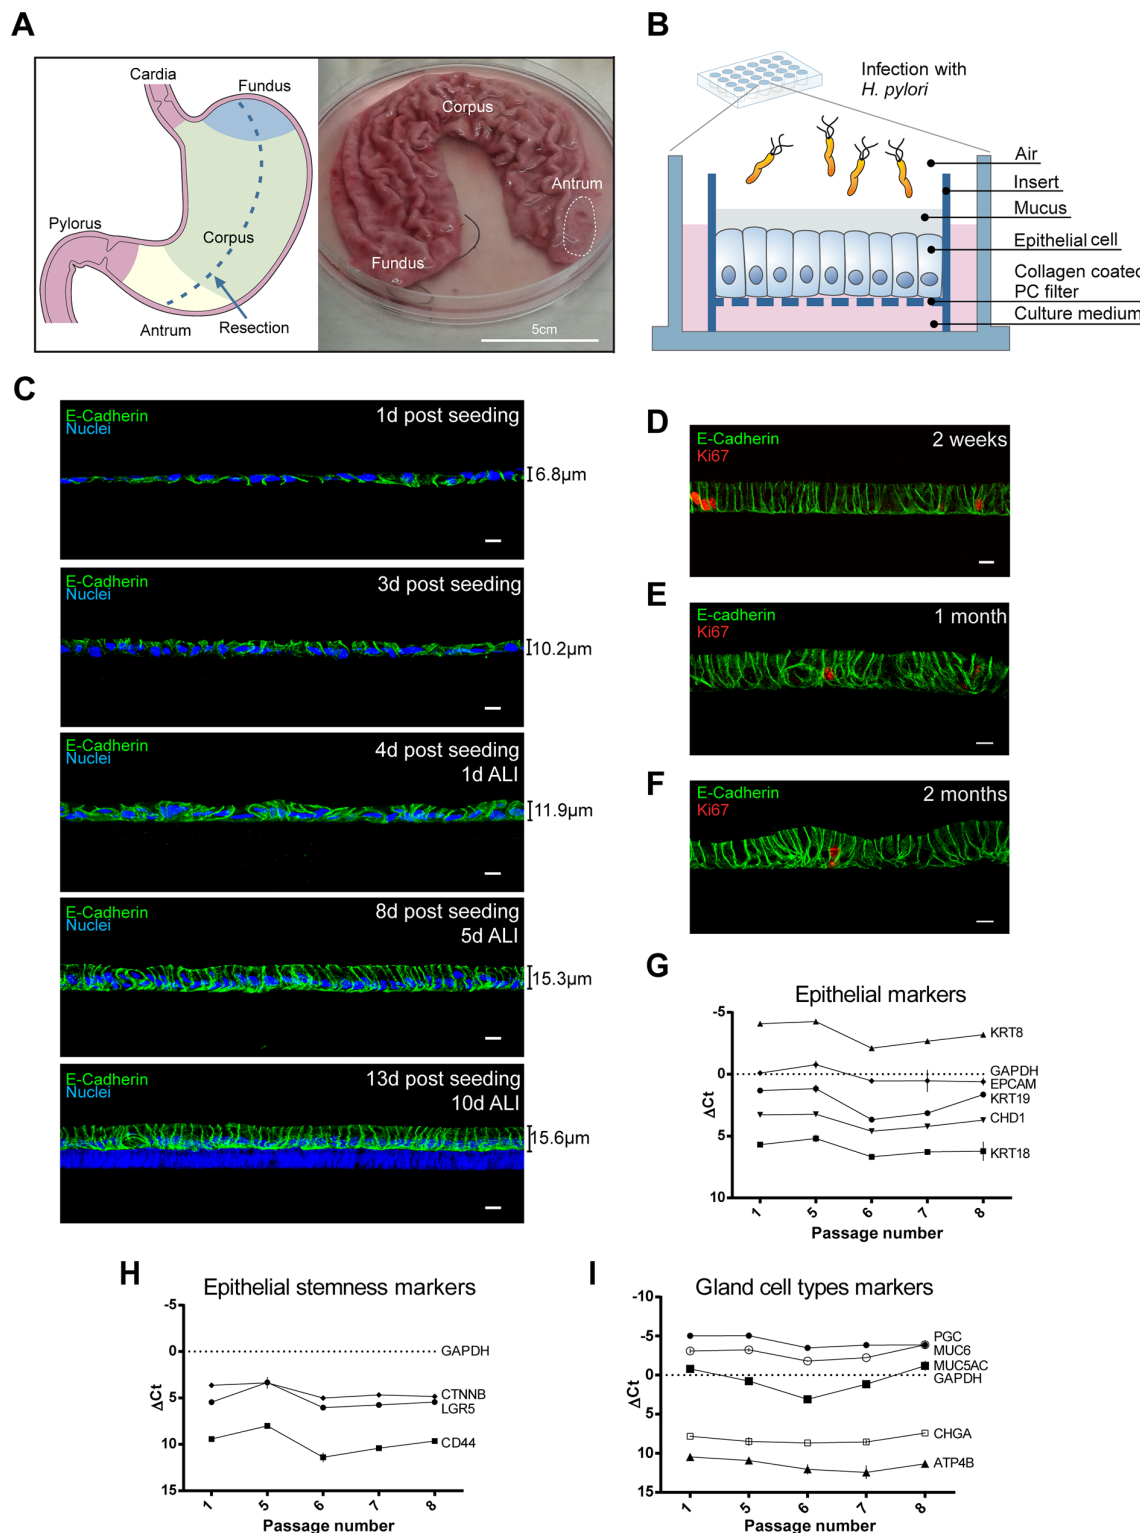 A
Cardia
Fundus
Pylorus
Corpus
Antrum
Resection
Corpus
Antrum
Fundus
5cm
B
Infection with
H. pylori
Air
Insert
Mucus
Epithelial cell
Collagen coated
PC filter
Culture medium
C
E-Cadherin
Nuclei
1d post seeding
6.8µm
E-Cadherin
Nuclei
3d post seeding
10.2µm
E-Cadherin
Nuclei
4d post seeding
1d ALI
11.9µm
E-Cadherin
Nuclei
8d post seeding
5d ALI
15.3µm
E-Cadherin
Nuclei
13d post seeding
10d ALI
15.6µm
D
E-Cadherin
Ki67
2 weeks
E
E-cadherin
Ki67
1 month
F
E-Cadherin
Ki67
2 months
G
Epithelial markers
-5
0
5
10
ΔCt
KRT8
GAPDH
EPCAM
KRT19
CHD1
KRT18
1 5 6 7 8
Passage number
H
Epithelial stemness markers
-5
0
5
10
15
ΔCt
GAPDH
CTNNB
LGR5
CD44
1 5 6 7 8
Passage number
I
Gland cell types markers
-10
-5
0
5
10
15
ΔCt
PGC
MUC6
MUC5AC
GAPDH
CHGA
ATP4B
1 5 6 7 8
Passage number